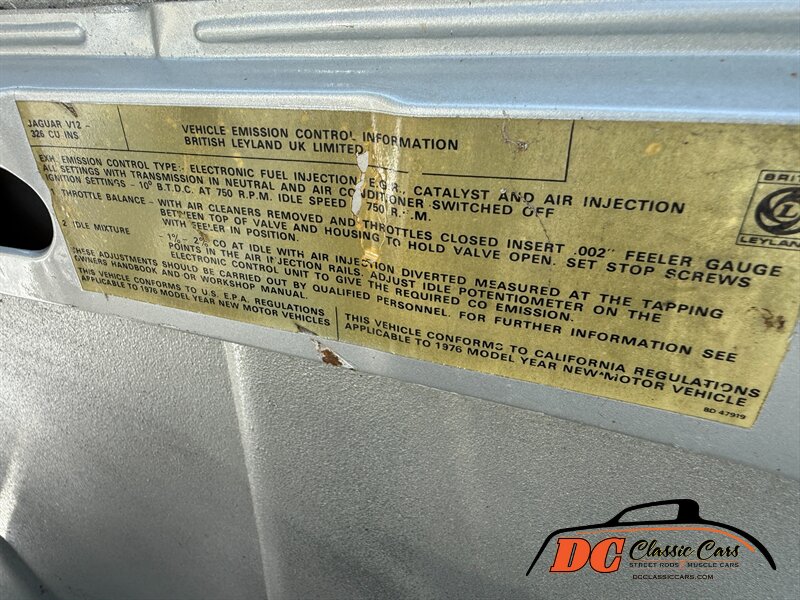 JAGUAR V12 -
326 CU INS
VEHICLE EMISSION CONTROL INFORMATION
BRITISH LEYLAND UK LIMITED
EXH. EMISSION CONTROL TYPE:- ELECTRONIC FUEL INJECTION, E.G.R., CATALYST AND AIR INJECTION
ALL SETTINGS WITH TRANSMISSION IN NEUTRAL AND AIR CONDITIONER SWITCHED OFF
IGNITION SETTINGS - 10° B.T.D.C. AT 750 R.P.M. IDLE SPEED 750 R.P.M.
THROTTLE BALANCE - WITH AIR CLEANERS REMOVED AND THROTTLES CLOSED INSERT .002" FEELER GAUGE
BETWEEN TOP OF VALVE AND HOUSING TO HOLD VALVE OPEN. SET STOP SCREWS
WITH FEELER IN POSITION.
2 IDLE MIXTURE 1% - 2% CO AT IDLE WITH AIR INJECTION DIVERTED MEASURED AT THE TAPPING
POINTS IN THE AIR INJECTION RAILS. ADJUST IDLE POTENTIOMETER ON THE
ELECTRONIC CONTROL UNIT TO GIVE THE REQUIRED CO EMISSION.
THESE ADJUSTMENTS SHOULD BE CARRIED OUT BY QUALIFIED PERSONNEL. FOR FURTHER INFORMATION SEE
OWNERS HANDBOOK AND OR WORKSHOP MANUAL.
THIS VEHICLE CONFORMS TO U.S. E.P.A. REGULATIONS
APPLICABLE TO 1976 MODEL YEAR NEW MOTOR VEHICLES
THIS VEHICLE CONFORMS TO CALIFORNIA REGULATIONS
APPLICABLE TO 1976 MODEL YEAR NEW MOTOR VEHICLE
BD 47919
BRIT
LEYLAN
DC Classic Cars
STREET RODS & MUSCLE CARS
DCCLASSICCARS.COM